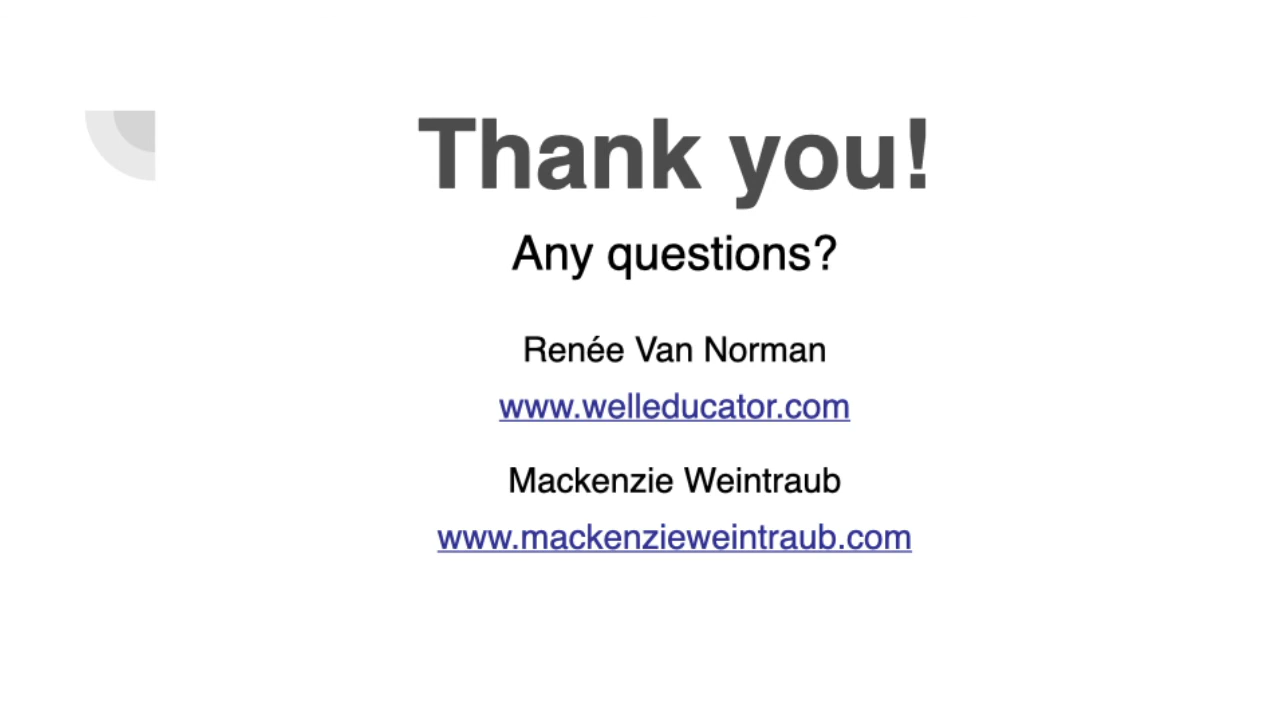 Thank you!
Any questions?
Renée Van Norman
www.welleducator.com
Mackenzie Weintraub
www.mackenzieweintraub.com